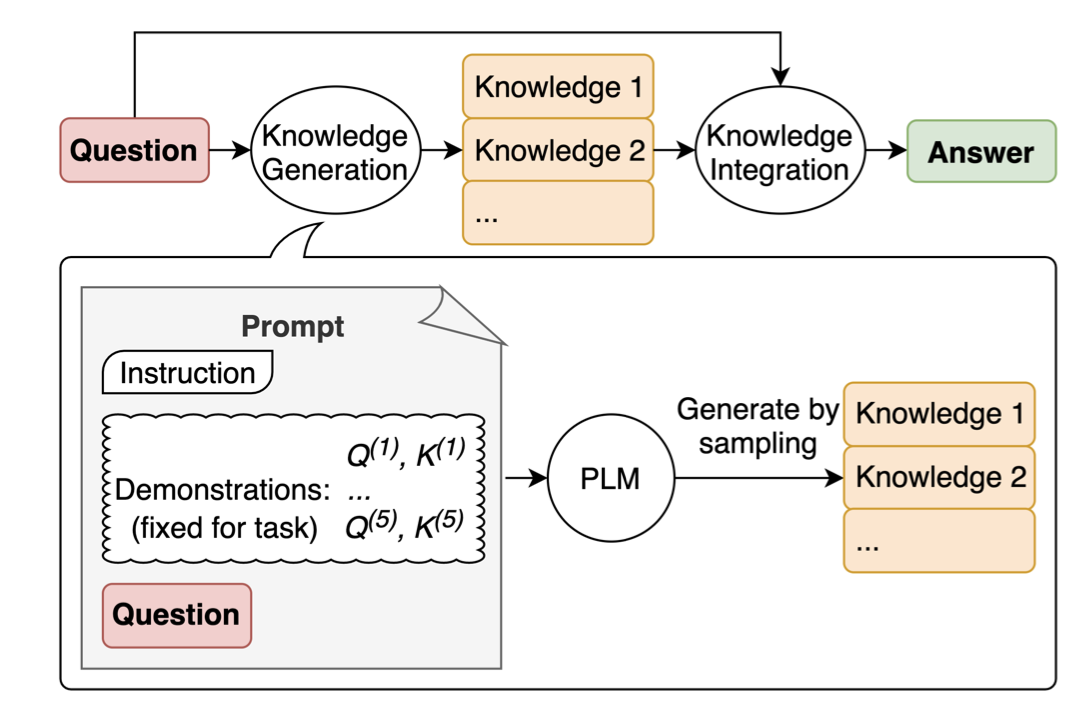 Question
Knowledge
Generation
Knowledge 1
Knowledge 2
...
Knowledge
Integration
Answer
Prompt
Instruction
Demonstrations:
(fixed for task)
Q(1), K(1)
...
Q(5), K(5)
Question
PLM
Generate by
sampling
Knowledge 1
Knowledge 2
...